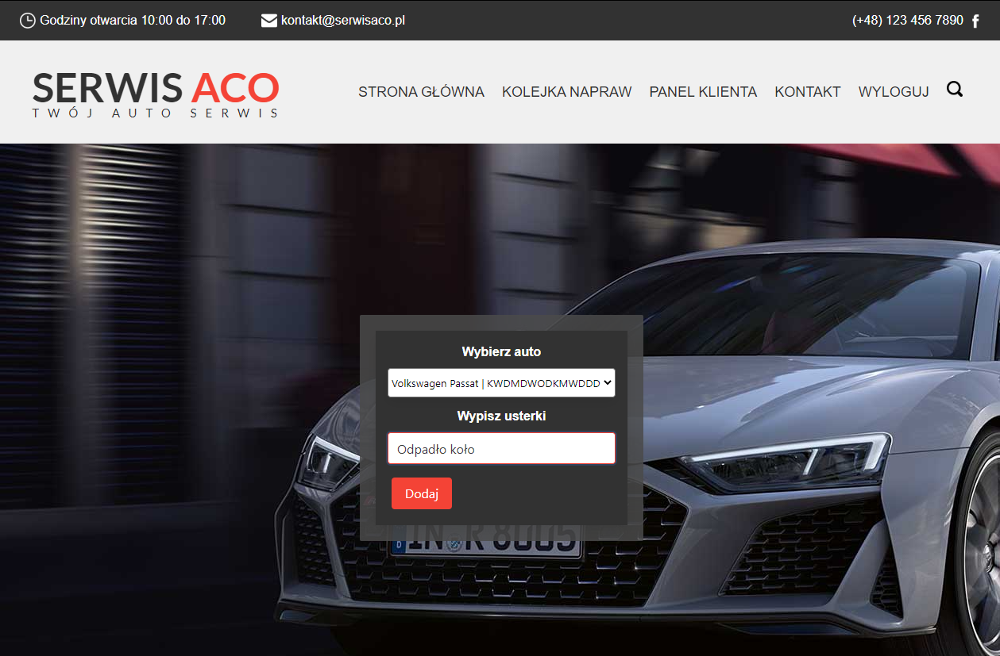 Godziny otwarcia 10:00 do 17:00
kontakt@serwisaco.pl
(+48) 123 456 7890
SERWIS ACO
TWÓJ AUTO SERWIS
STRONA GŁÓWNA
KOLEJKA NAPRAW
PANEL KLIENTA
KONTAKT
WYLOGUJ
Wybierz auto
Volkswagen Passat | KWDMDWODKMWDDD
Wypisz usterki
Odpadło koło
Dodaj
D IN R 8005